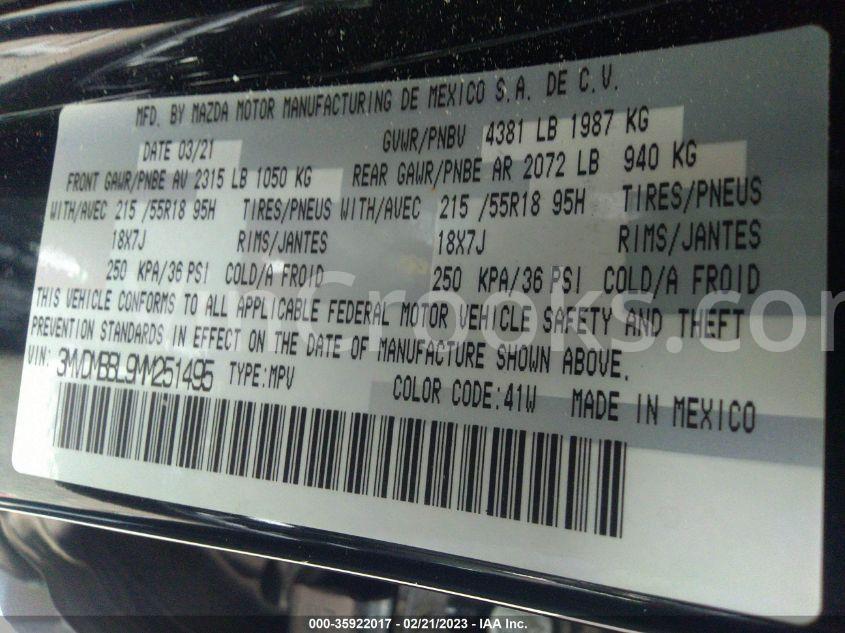 MFD. BY MAZDA MOTOR MANUFACTURING DE MEXICO S.A. DE C.V.
DATE 03/21 GVWR/PNBV 4381 LB 1987 KG
FRONT GAWR/PNBE AV 2315 LB 1050 KG REAR GAWR/PNBE AR 2072 LB 940 KG
WITH/AVEC 215 /55R18 95H TIRES/PNEUS WITH/AVEC 215 /55R18 95H TIRES/PNEUS
18X7J RIMS/JANTES 18X7J RIMS/JANTES
250 KPA/36 PSI COLD/A FROID 250 KPA/36 PSI COLD/A FROID
THIS VEHICLE CONFORMS TO ALL APPLICABLE FEDERAL MOTOR VEHICLE SAFETY AND THEFT
PREVENTION STANDARDS IN EFFECT ON THE DATE OF MANUFACTURE SHOWN ABOVE.
VIN: 3MVDMBBL9MM251495 TYPE:MPV COLOR CODE:41W MADE IN MEXICO
000-35922017 - 02/21/2023 - IAA Inc.